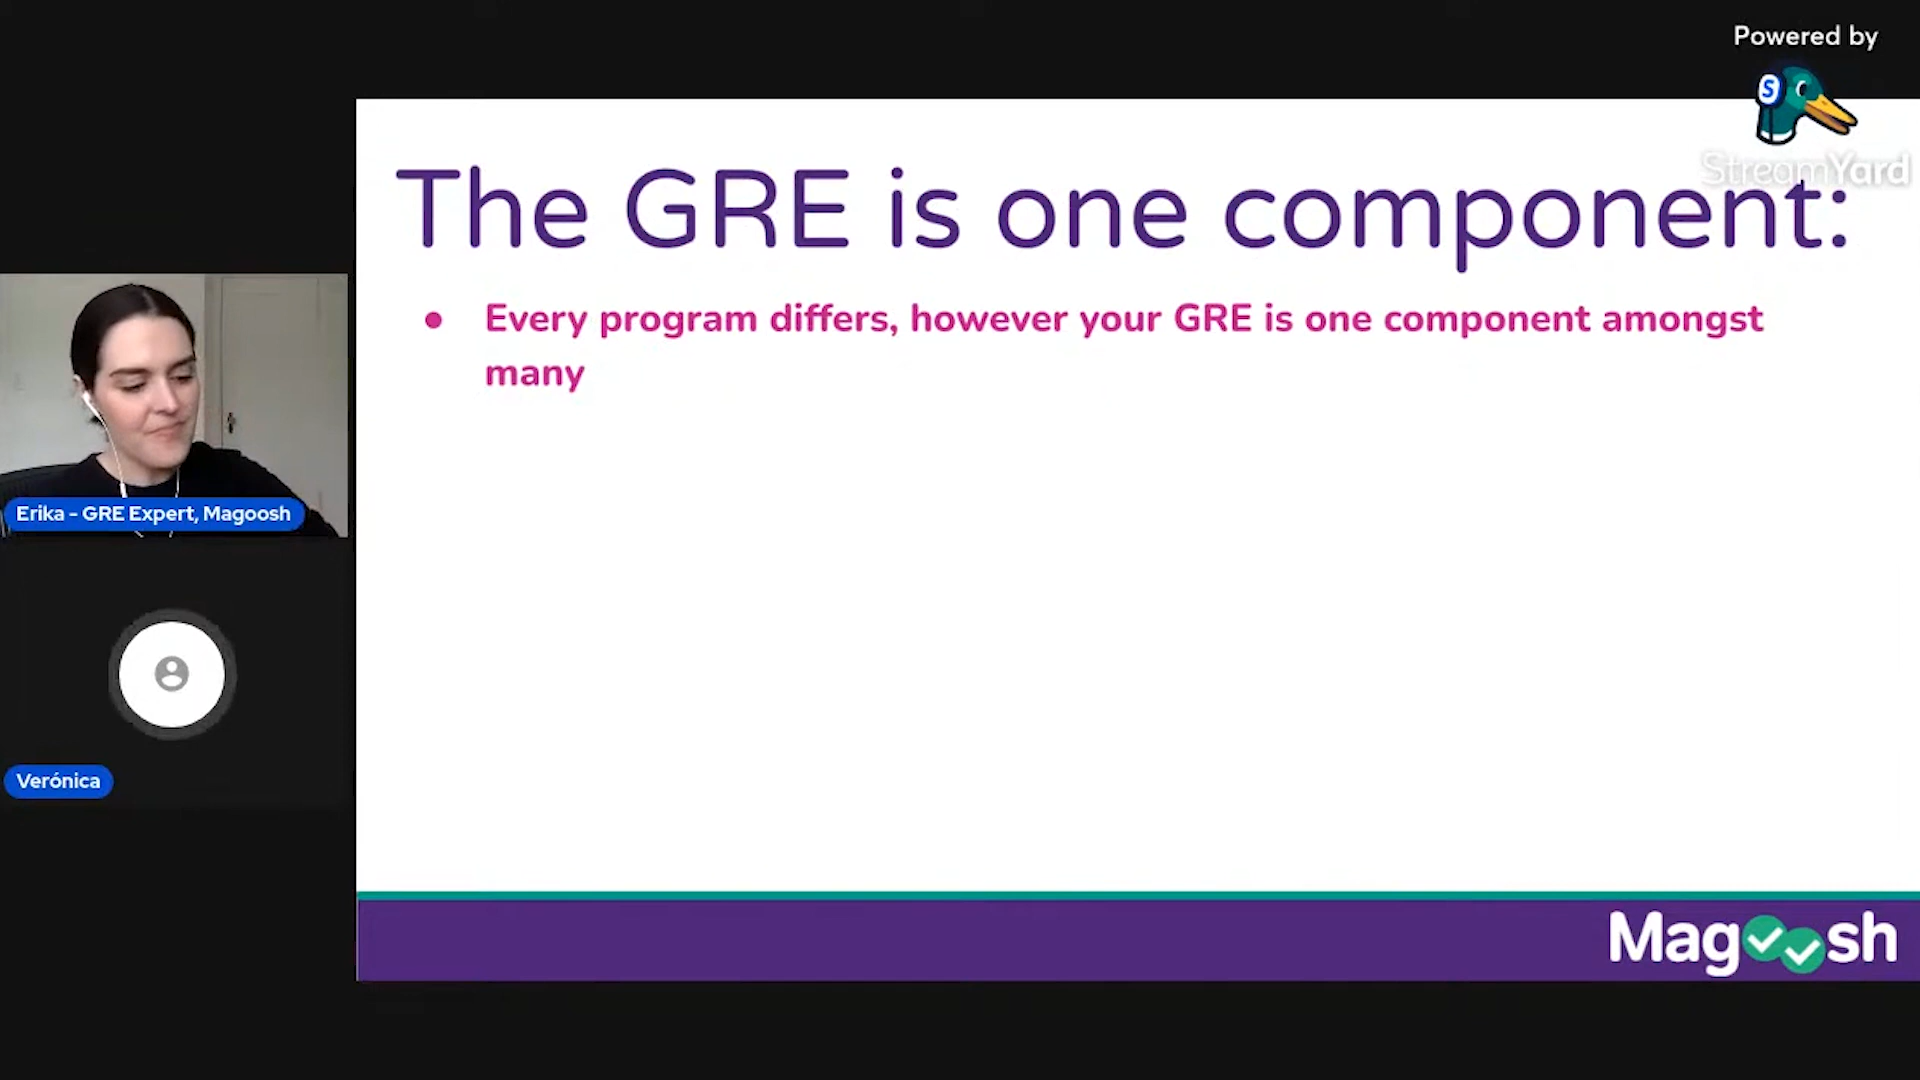 Powered by
S
StreamYard
The GRE is one component:
● Every program differs, however your GRE is one component amongst
many
Erika - GRE Expert, Magoosh
Verónica
Magoosh